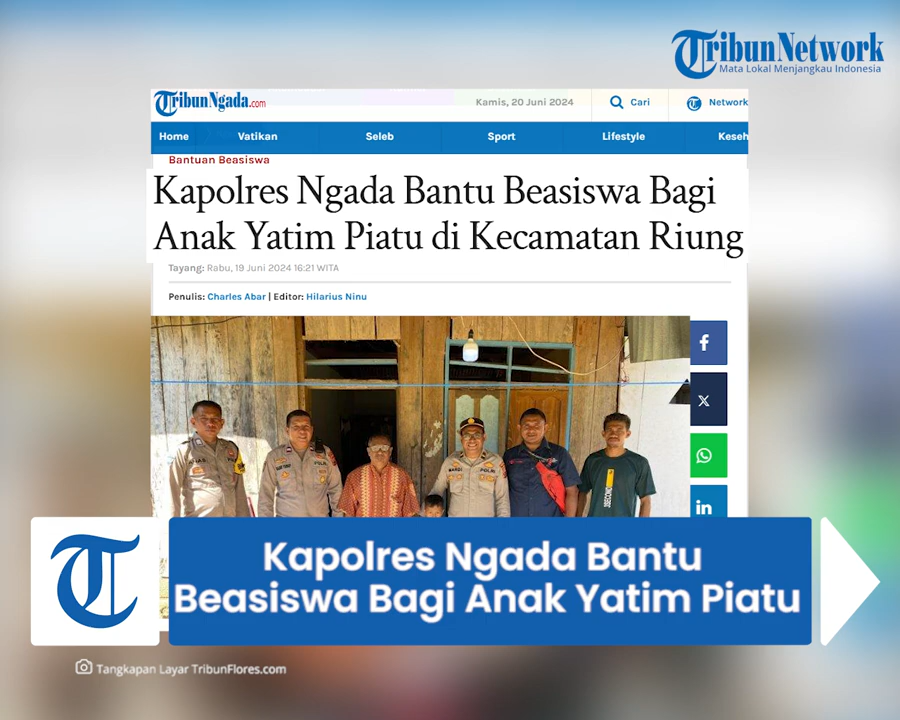 TribunNetwork
Mata Lokal Menjangkau Indonesia
TribunNgada.com
Kamis, 20 Juni 2024
Cari
Network
Home Vatikan Seleb Sport Lifestyle Keseh
Bantuan Beasiswa
Kapolres Ngada Bantu Beasiswa Bagi
Anak Yatim Piatu di Kecamatan Riung
Tayang: Rabu, 19 Juni 2024 16:21 WITA
Penulis: Charles Abar | Editor: Hilarius Ninu
POLRI
POLRI
Kapolres Ngada Bantu
Beasiswa Bagi Anak Yatim Piatu
Tangkapan Layar TribunFlores.com